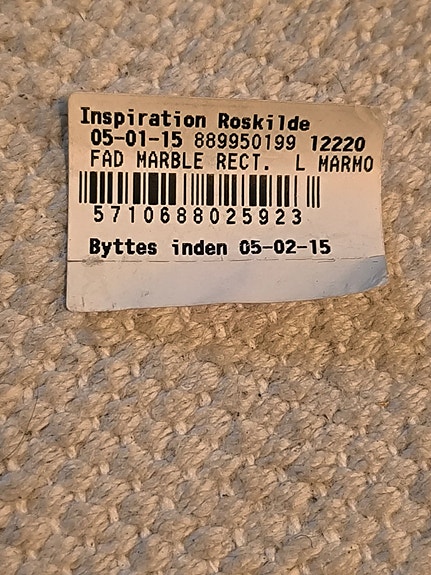 Inspiration Roskilde
05-01-15 889950199 12220
FAD MARBLE RECT. L MARMO
5710688025923
Byttes inden 05-02-15